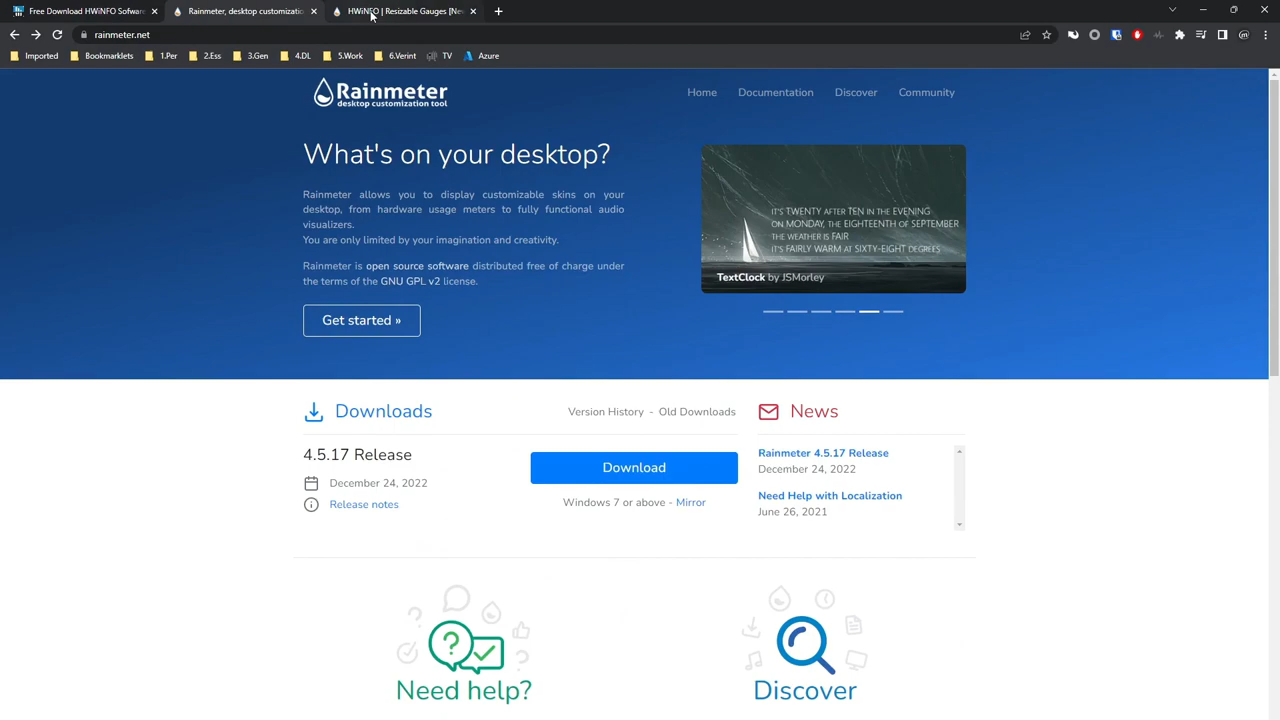 Free Download HWiNFO Sofware
Rainmeter, desktop customizatio
HWiNFO | Resizable Gauges [Nev
rainmeter.net
Imported
Bookmarklets
1.Per
2.Ess
3.Gen
4.DL
5.Work
6.Verint
TV
Azure
Rainmeter
desktop customization tool
Home
Documentation
Discover
Community
What's on your desktop?
Rainmeter allows you to display customizable skins on your
desktop, from hardware usage meters to fully functional audio
visualizers.
You are only limited by your imagination and creativity.
Rainmeter is open source software distributed free of charge under
the terms of the GNU GPL v2 license.
Get started »
IT'S TWENTY AFTER TEN IN THE EVENING
ON MONDAY, THE EIGHTEENTH OF SEPTEMBER
THE WEATHER IS FAIR
IT'S FAIRLY WARM AT SIXTY-EIGHT DEGREES
TextClock by JSMorley
Downloads
Version History - Old Downloads
4.5.17 Release
December 24, 2022
Release notes
Download
Windows 7 or above - Mirror
News
Rainmeter 4.5.17 Release
December 24, 2022
Need Help with Localization
June 26, 2021
Need help?
Discover